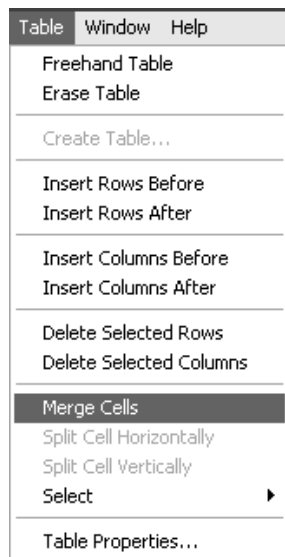 Table Window Help
Freehand Table
Erase Table
Create Table...
Insert Rows Before
Insert Rows After
Insert Columns Before
Insert Columns After
Delete Selected Rows
Delete Selected Columns
Merge Cells
Split Cell Horizontally
Split Cell Vertically
Select
Table Properties...